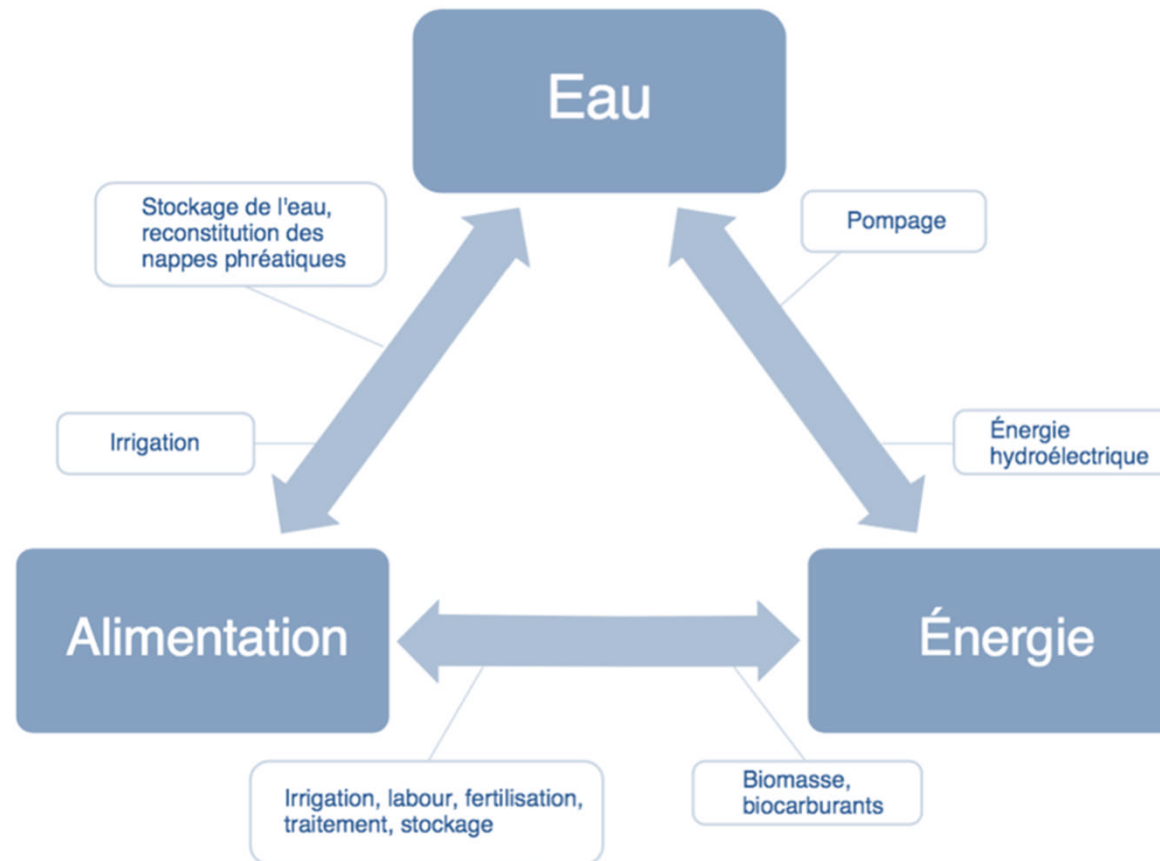 Eau
Stockage de l'eau,
reconstitution des
nappes phréatiques
Pompage
Irrigation
Énergie
hydroélectrique
Alimentation
Énergie
Irrigation, labour, fertilisation,
traitement, stockage
Biomasse,
biocarburants